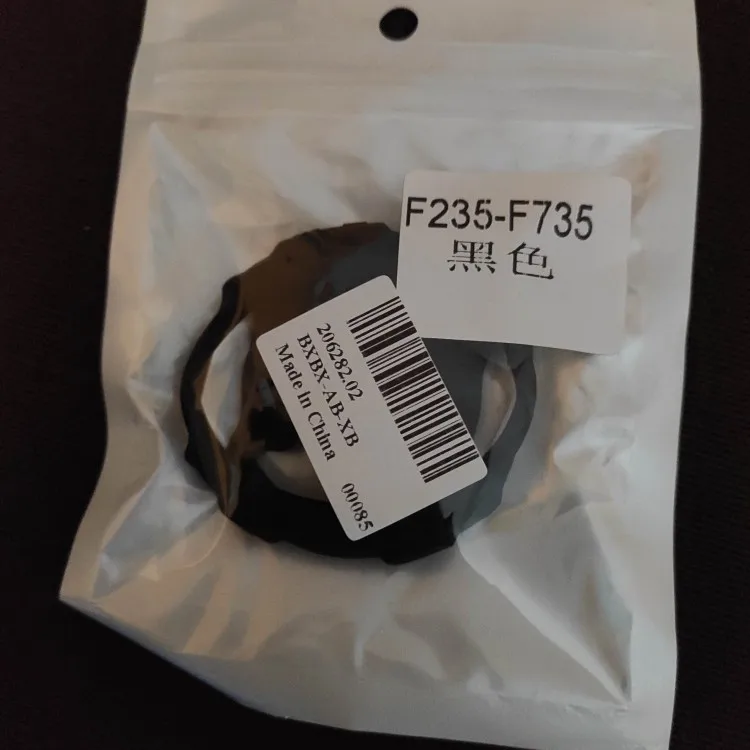 F235-F735
黑色
206282.02
BXBX-AB-XB
Made in China
00085